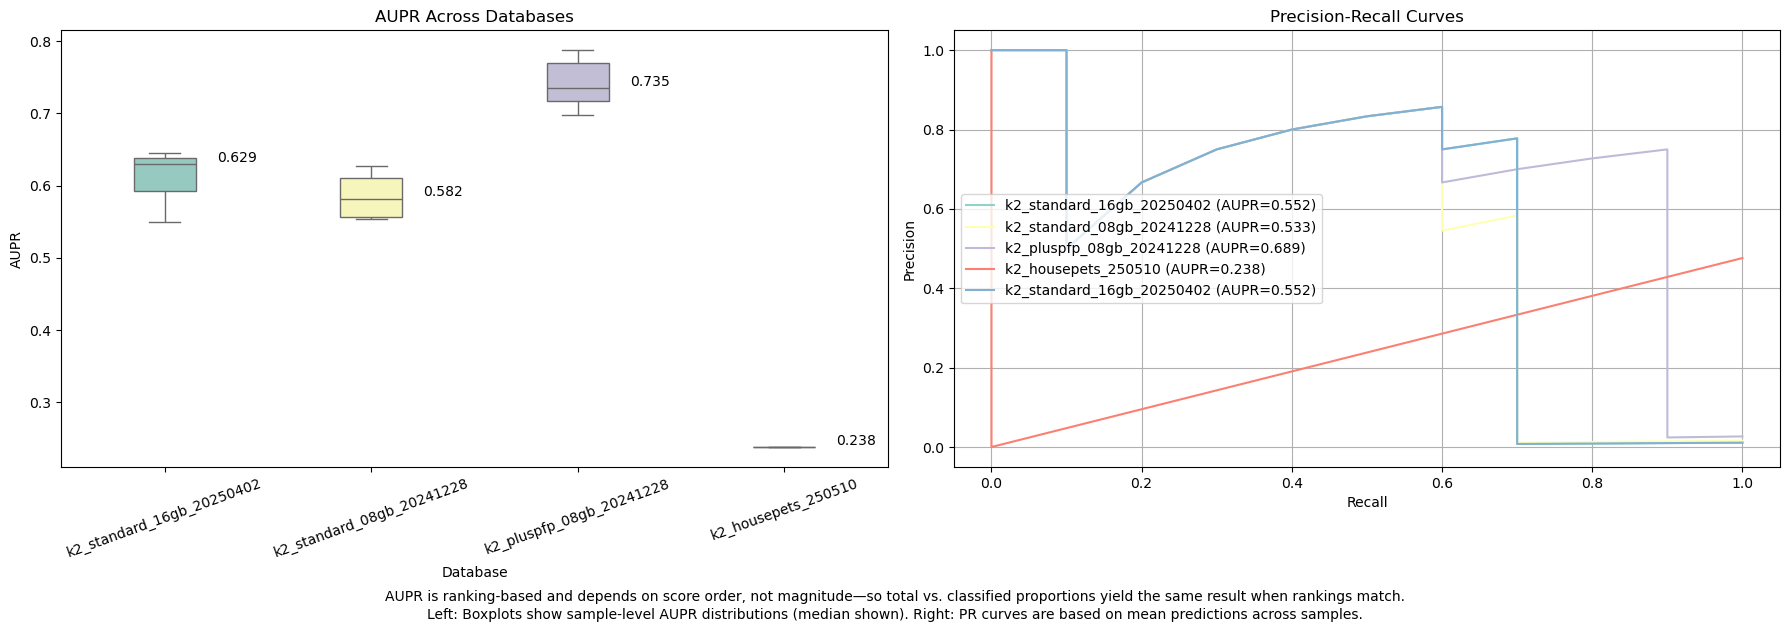 AUPR Across Databases
0.8
0.7
0.6
0.5
0.4
0.3
AUPR
0.629
0.582
0.735
0.238
k2_standard_16gb_20250402
k2_standard_08gb_20241228
k2_pluspfp_08gb_20241228
k2_housepets_250510
Database
Precision-Recall Curves
1.0
0.8
0.6
0.4
0.2
0.0
Precision
k2_standard_16gb_20250402 (AUPR=0.552)
k2_standard_08gb_20241228 (AUPR=0.533)
k2_pluspfp_08gb_20241228 (AUPR=0.689)
k2_housepets_250510 (AUPR=0.238)
k2_standard_16gb_20250402 (AUPR=0.552)
0.0 0.2 0.4 0.6 0.8 1.0
Recall
AUPR is ranking-based and depends on score order, not magnitude—so total vs. classified proportions yield the same result when rankings match.
Left: Boxplots show sample-level AUPR distributions (median shown). Right: PR curves are based on mean predictions across samples.